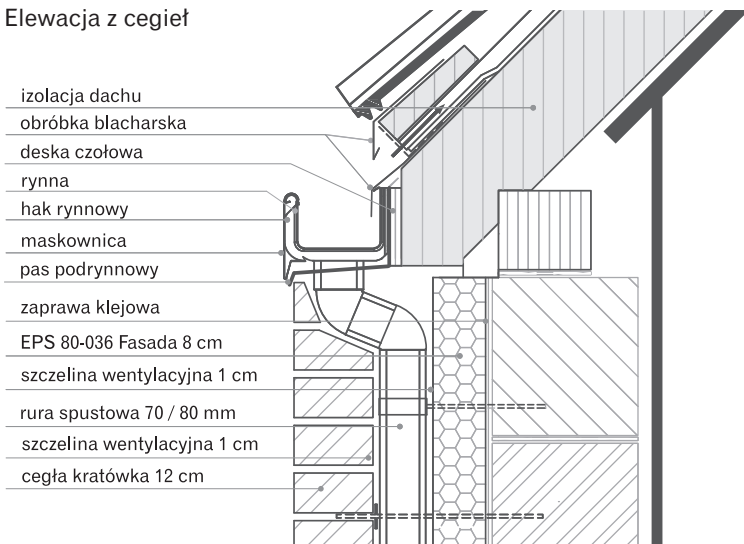 Elewacja z cegieł
izolacja dachu
obróbka blacharska
deska czołowa
rynna
hak rynnowy
maskownica
pas podrynnowy
zaprawa klejowa
EPS 80-036 Fasada 8 cm
szczelina wentylacyjna 1 cm
rura spustowa 70 / 80 mm
szczelina wentylacyjna 1 cm
cegła kratówka 12 cm